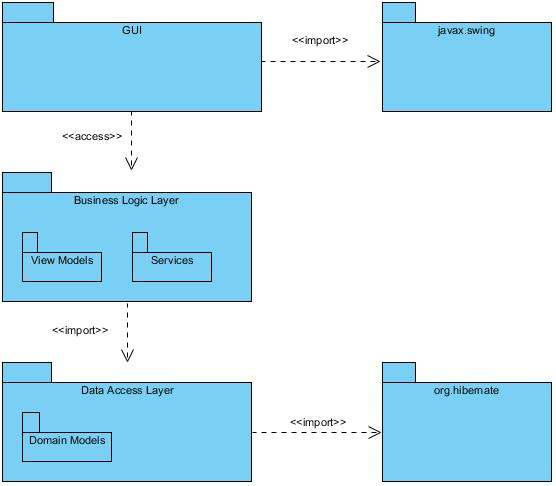 GUI
<<import>>
javax.swing
<<access>>
Business Logic Layer
View Models
Services
<<import>>
Data Access Layer
<<import>>
org.hibernate
Domain Models